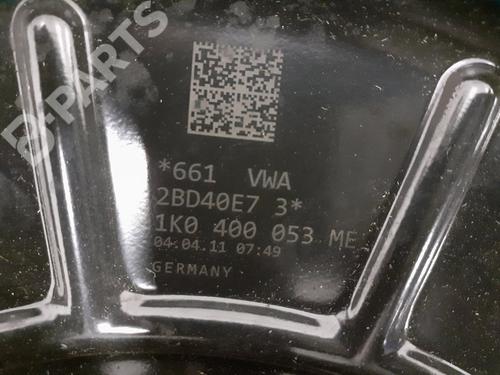 B-PARTS
*661 VWA
2BD40E7 3*
1K0 400 053 ME
04.04.11 07:49
GERMANY